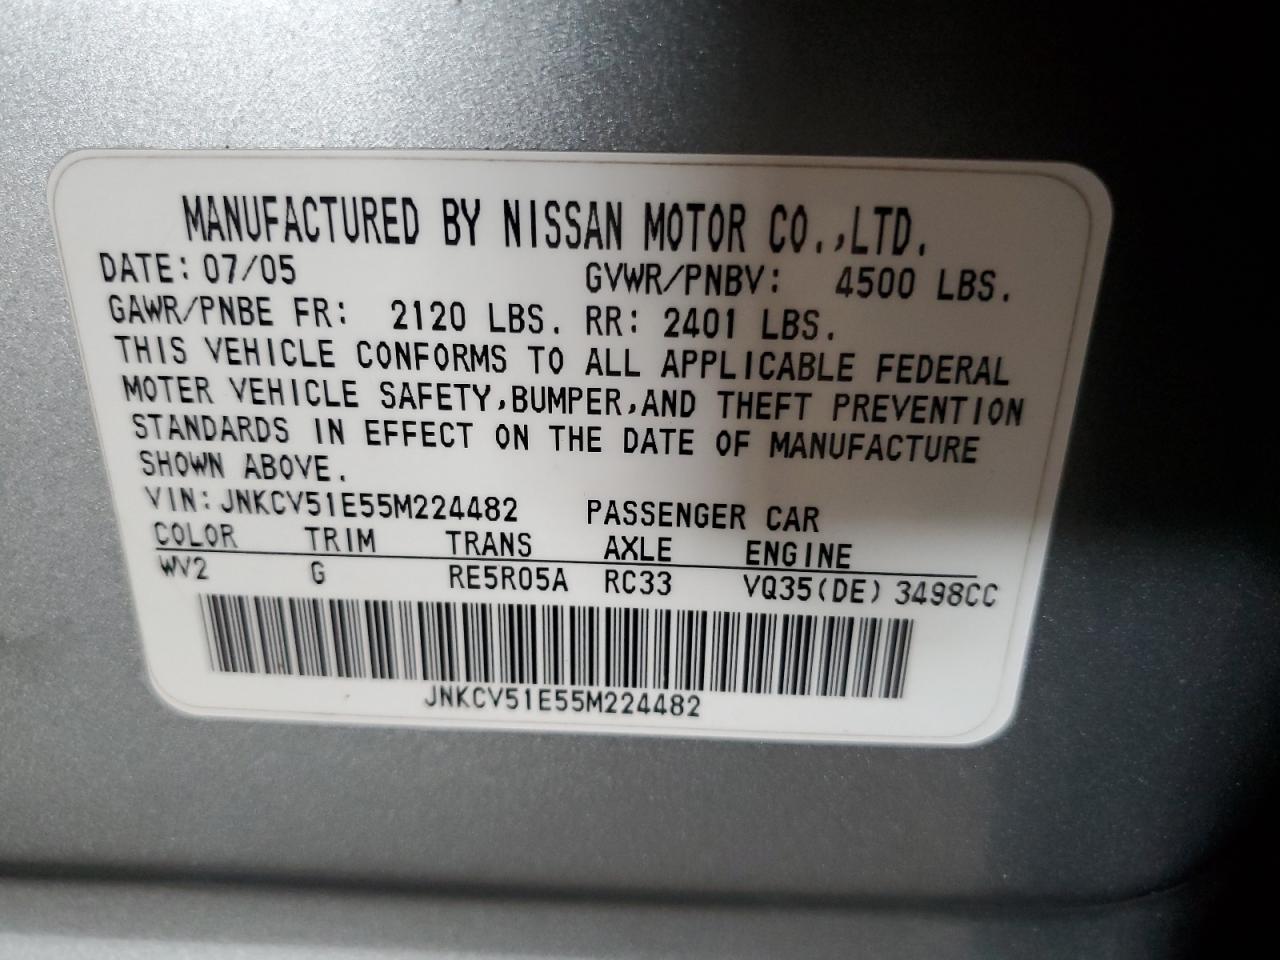 MANUFACTURED BY NISSAN MOTOR CO.,LTD.
DATE: 07/05 GVWR/PNBV: 4500 LBS.
GAWR/PNBE FR: 2120 LBS. RR: 2401 LBS.
THIS VEHICLE CONFORMS TO ALL APPLICABLE FEDERAL
MOTER VEHICLE SAFETY,BUMPER,AND THEFT PREVENTION
STANDARDS IN EFFECT ON THE DATE OF MANUFACTURE
SHOWN ABOVE.
VIN: JNKCV51E55M224482 PASSENGER CAR
COLOR TRIM TRANS AXLE ENGINE
WV2 G RE5R05A RC33 VQ35(DE) 3498CC
JNKCV51E55M224482